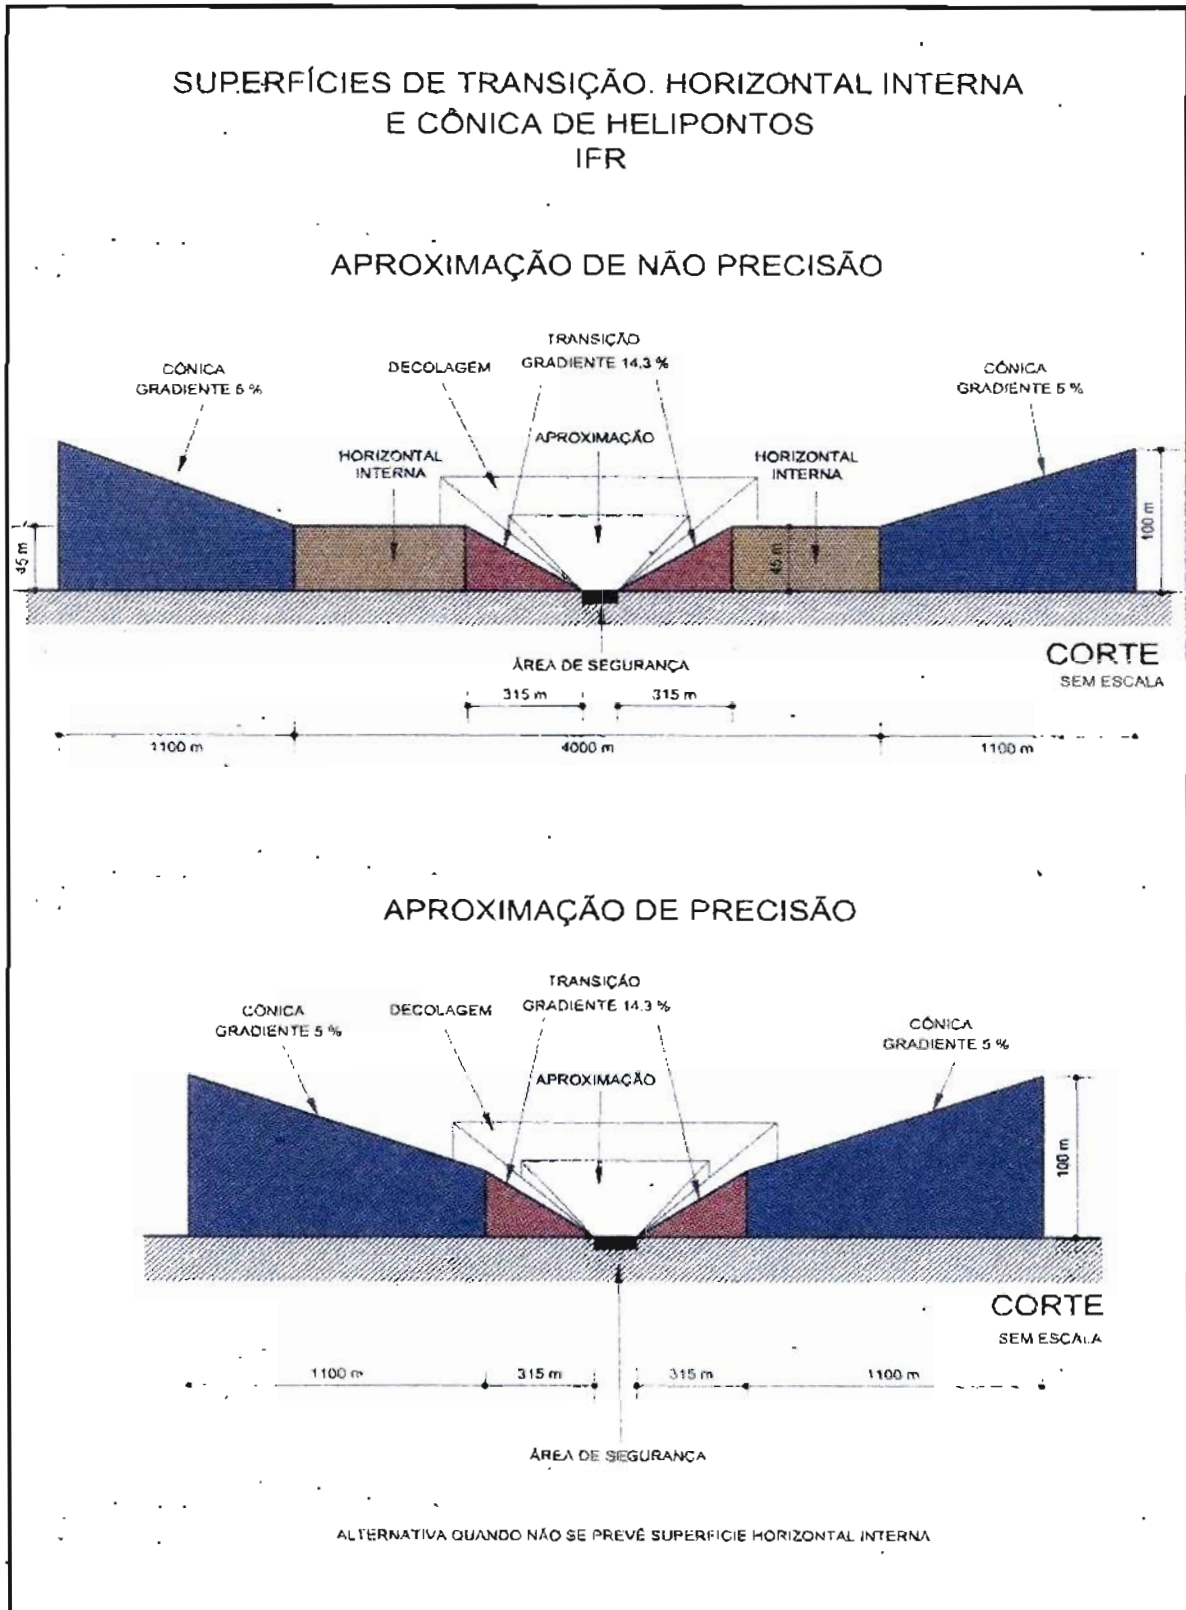 SUPERFÍCIES DE TRANSIÇÃO. HORIZONTAL INTERNA
E CÔNICA DE HELIPONTOS
IFR
APROXIMAÇÃO DE NÃO PRECISÃO
TRANSIÇÃO
GRADIENTE 14,3 %
CÔNICA
GRADIENTE 5 %
DECOLAGEM
CÔNICA
GRADIENTE 5 %
APROXIMAÇÃO
HORIZONTAL
INTERNA
HORIZONTAL
INTERNA
45 m
45 m
100 m
ÁREA DE SEGURANÇA
CORTE
SEM ESCALA
315 m
315 m
1100 m
4000 m
1100 m
APROXIMAÇÃO DE PRECISÃO
TRANSIÇÃO
GRADIENTE 14,3 %
CÔNICA
GRADIENTE 5 %
DECOLAGEM
CÔNICA
GRADIENTE 5 %
APROXIMAÇÃO
100 m
CORTE
SEM ESCALA
1100 m
315 m
315 m
1100 m
ÁREA DE SEGURANÇA
ALTERNATIVA QUANDO NÃO SE PREVÊ SUPERFÍCIE HORIZONTAL INTERNA